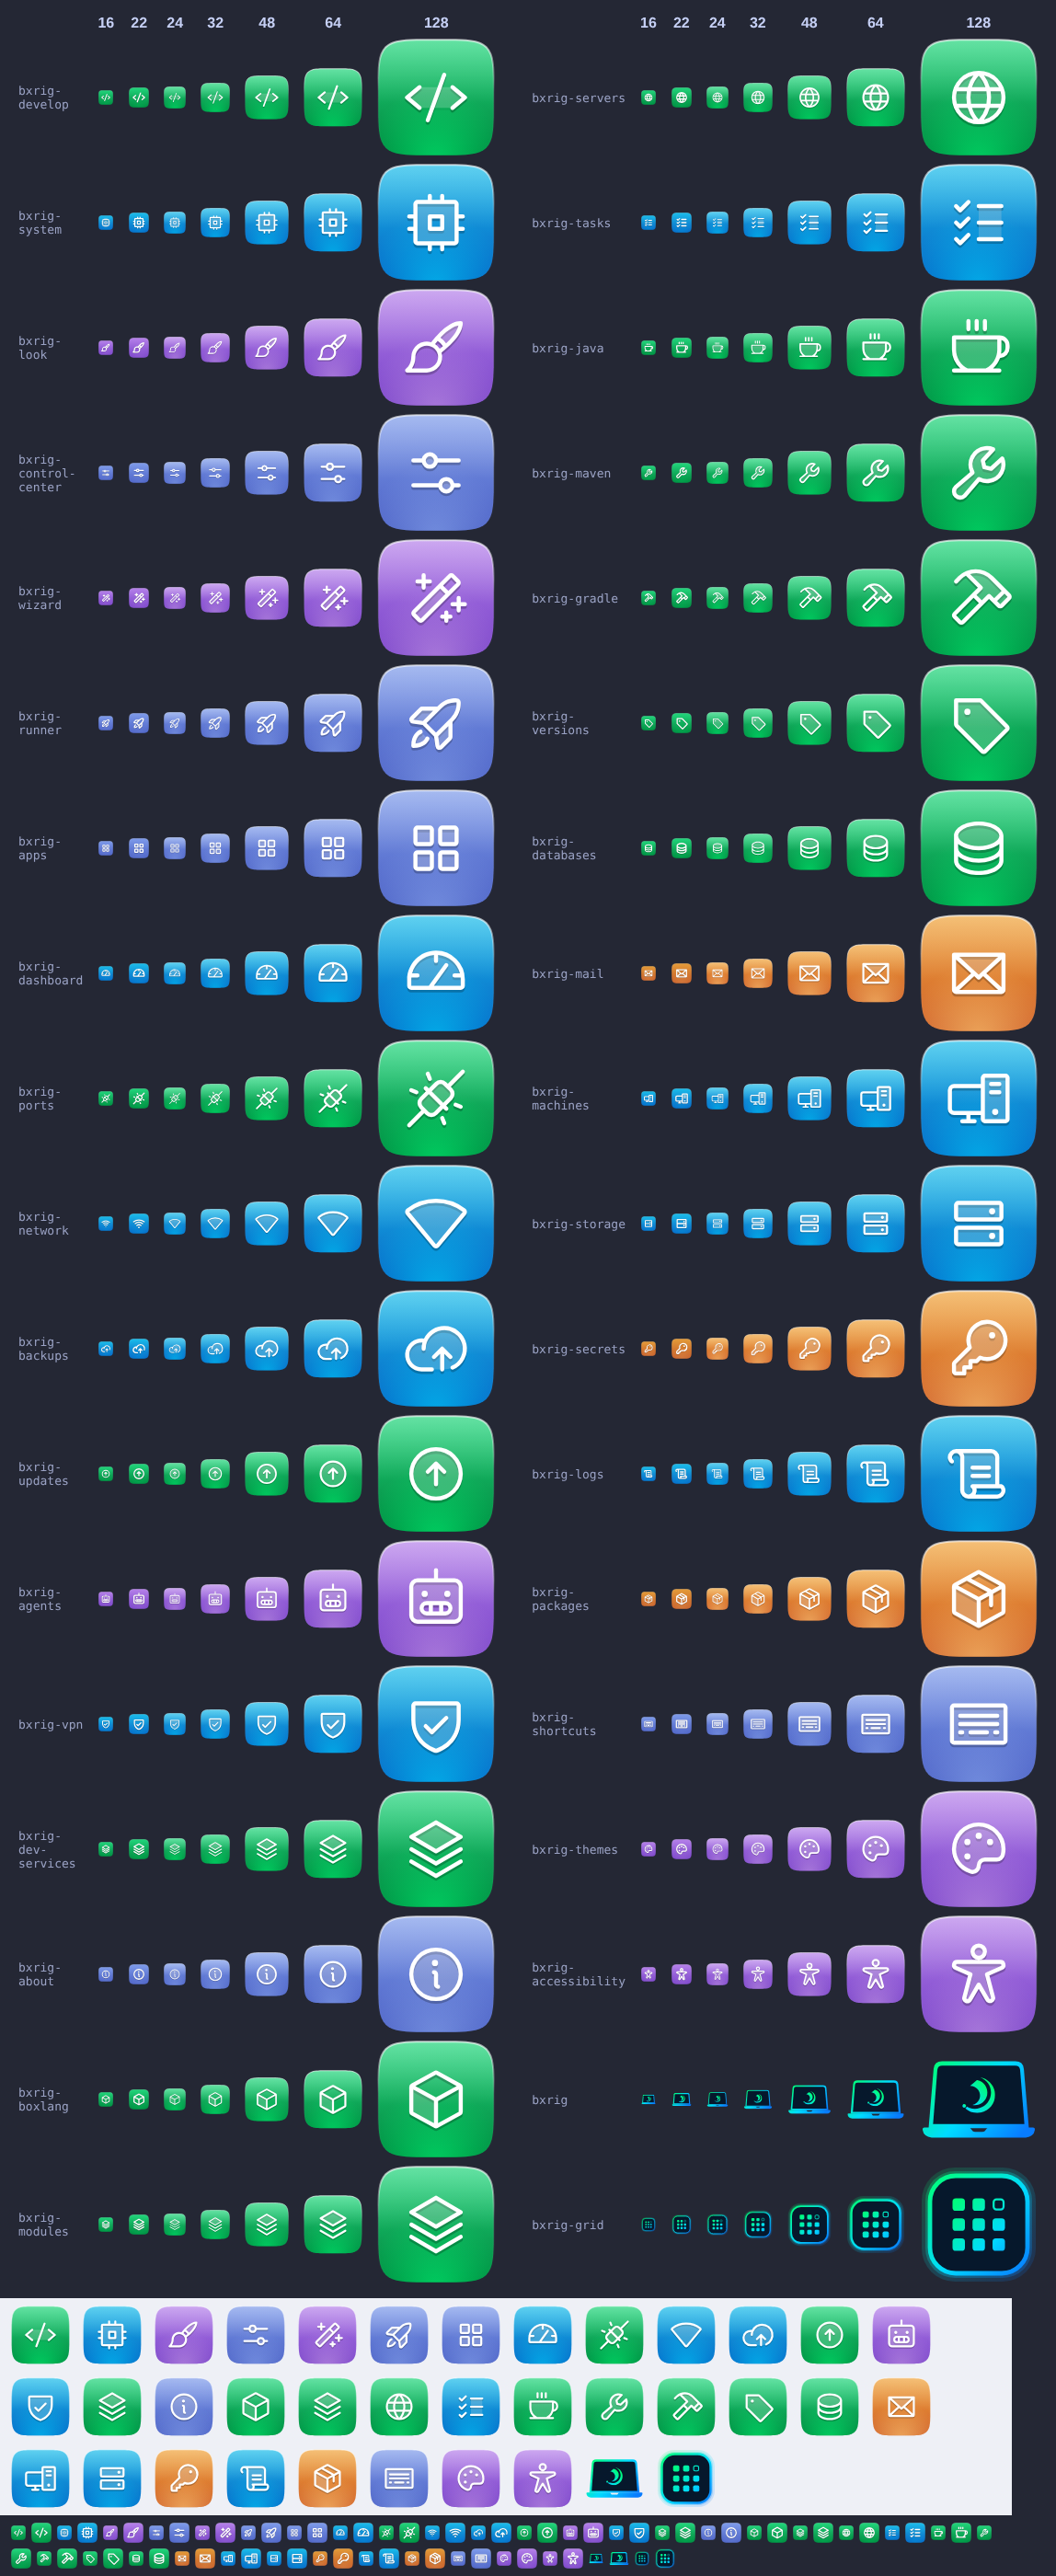 16 22 24 32 48 64 128 16 22 24 32 48 64 128
bxrig-
develop
bxrig-servers
bxrig-
system
bxrig-tasks
bxrig-
look
bxrig-java
bxrig-
control-
center
bxrig-maven
bxrig-
wizard
bxrig-gradle
bxrig-
runner
bxrig-
versions
bxrig-
apps
bxrig-
databases
bxrig-
dashboard
bxrig-mail
bxrig-
ports
bxrig-
machines
bxrig-
network
bxrig-storage
bxrig-
backups
bxrig-secrets
bxrig-
updates
bxrig-logs
bxrig-
agents
bxrig-
packages
bxrig-vpn
bxrig-
shortcuts
bxrig-
dev-
services
bxrig-themes
bxrig-
about
bxrig-
accessibility
bxrig-
boxlang
bxrig
bxrig-
modules
bxrig-grid